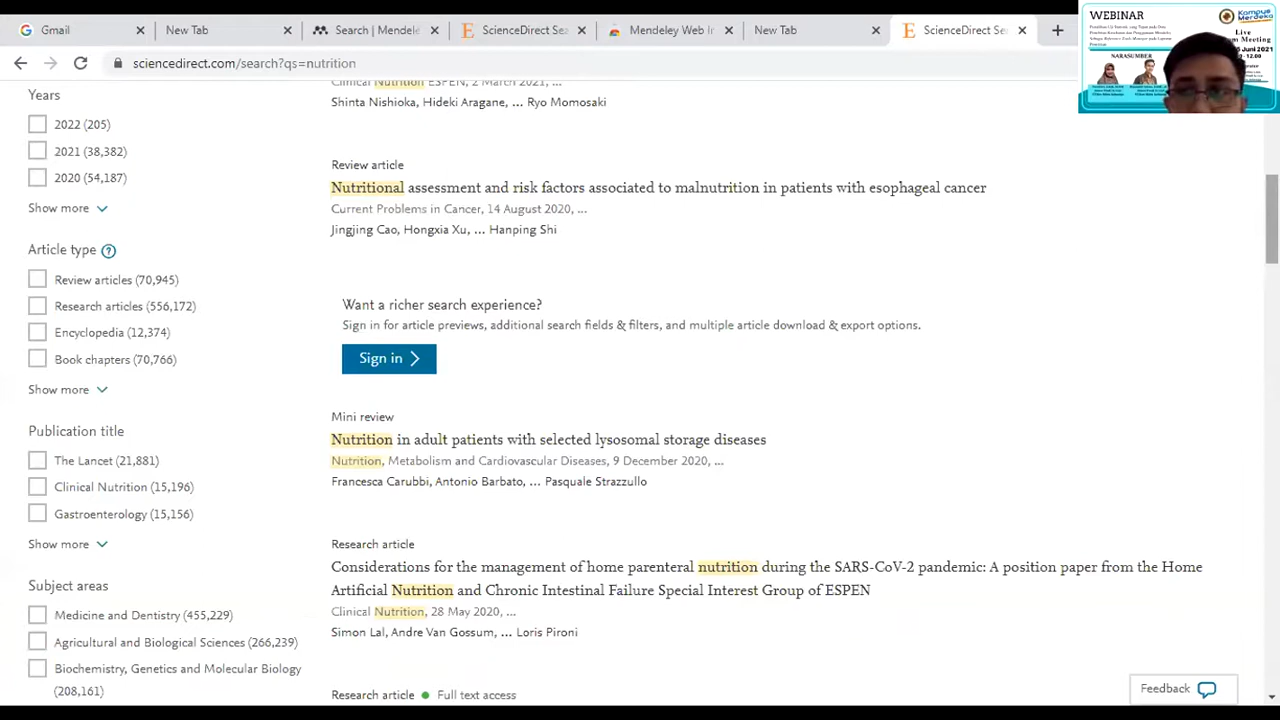 Gmail
New Tab
Search |
ScienceDirect Se
Mendeley Web
New Tab
ScienceDirect Sea
sciencedirect.com/search?qs=nutrition
WEBINAR
Kampus
Merdeka
Live
NARASUMBER
Years
2022 (205)
2021 (38,382)
2020 (54,187)
Show more
Article type
Review articles (70,945)
Research articles (556,172)
Encyclopedia (12,374)
Book chapters (70,766)
Show more
Publication title
The Lancet (21,881)
Clinical Nutrition (15,196)
Gastroenterology (15,156)
Show more
Subject areas
Medicine and Dentistry (455,229)
Agricultural and Biological Sciences (266,239)
Biochemistry, Genetics and Molecular Biology
(208,161)
Clinical Nutrition ESPEN, 2 March 2021, ...
Shinta Nishioka, Hideki Aragane, ... Ryo Momosaki
Review article
Nutritional assessment and risk factors associated to malnutrition in patients with esophageal cancer
Current Problems in Cancer, 14 August 2020, ...
Jingjing Cao, Hongxia Xu, ... Hanping Shi
Want a richer search experience?
Sign in for article previews, additional search fields & filters, and multiple article download & export options.
Sign in
Mini review
Nutrition in adult patients with selected lysosomal storage diseases
Nutrition, Metabolism and Cardiovascular Diseases, 9 December 2020, ...
Francesca Carubbi, Antonio Barbato, ... Pasquale Strazzullo
Research article
Considerations for the management of home parenteral nutrition during the SARS-CoV-2 pandemic: A position paper from the Home
Artificial Nutrition and Chronic Intestinal Failure Special Interest Group of ESPEN
Clinical Nutrition, 28 May 2020, ...
Simon Lal, Andre Van Gossum, ... Loris Pironi
Research article Full text access
Feedback